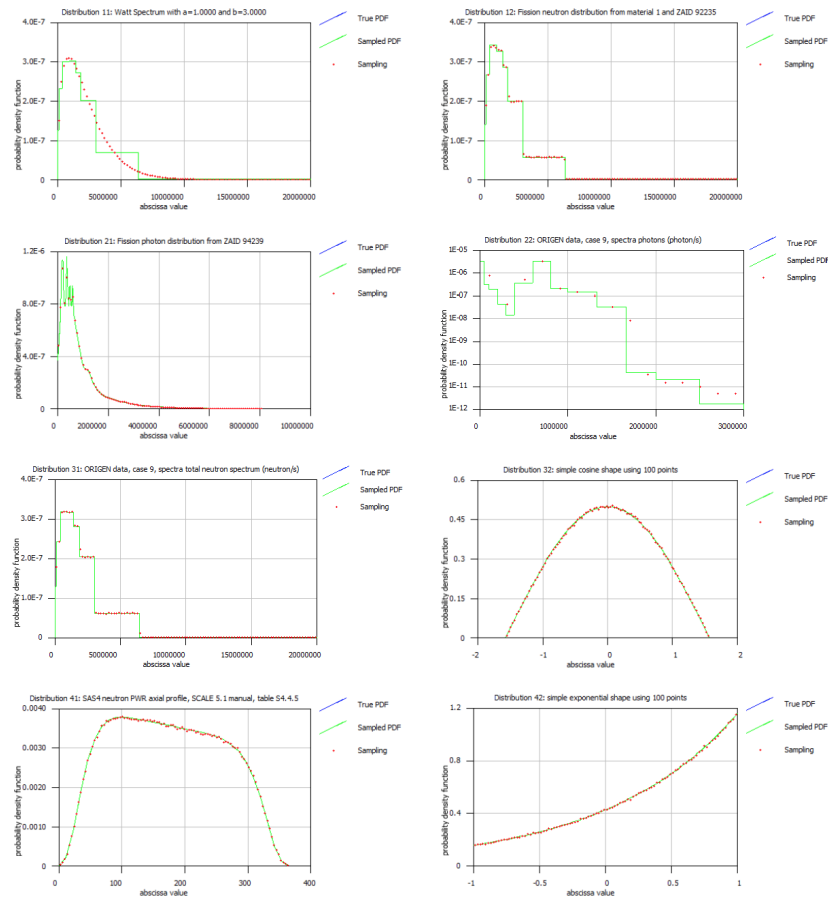 Distribution 11: Watt Spectrum with a=1.0000 and b=3.0000
True PDF
Sampled PDF
Sampling
probability density function
4.0E-7
3.0E-7
2.0E-7
1.0E-7
0
0 5000000 10000000 15000000 20000000
abscissa value
Distribution 12: Fission neutron distribution from material 1 and ZAID 92235
True PDF
Sampled PDF
Sampling
probability density function
4.0E-7
3.0E-7
2.0E-7
1.0E-7
0
0 5000000 10000000 15000000 20000000
abscissa value
Distribution 21: Fission photon distribution from ZAID 94239
True PDF
Sampled PDF
Sampling
probability density function
1.2E-6
8.0E-7
4.0E-7
0
0 2000000 4000000 6000000 8000000 10000000
abscissa value
Distribution 22: ORIGEN data, case 9, spectra photons (photon/s)
True PDF
Sampled PDF
Sampling
probability density function
1E-05
1E-06
1E-07
1E-08
1E-09
1E-10
1E-11
1E-12
0 1000000 2000000 3000000
abscissa value
Distribution 31: ORIGEN data, case 9, spectra total neutron spectrum (neutron/s)
True PDF
Sampled PDF
Sampling
probability density function
4.0E-7
3.0E-7
2.0E-7
1.0E-7
0
0 5000000 10000000 15000000 20000000
abscissa value
Distribution 32: simple cosine shape using 100 points
True PDF
Sampled PDF
Sampling
probability density function
0.6
0.45
0.3
0.15
0
-2 -1 0 1 2
abscissa value
Distribution 41: SAS4 neutron PWR axial profile, SCALE 5.1 manual, table S4.4.5
True PDF
Sampled PDF
Sampling
probability density function
0.0040
0.0030
0.0020
0.0010
0
0 100 200 300 400
abscissa value
Distribution 42: simple exponential shape using 100 points
True PDF
Sampled PDF
Sampling
probability density function
1.2
0.8
0.4
0
-1 -0.5 0 0.5 1
abscissa value